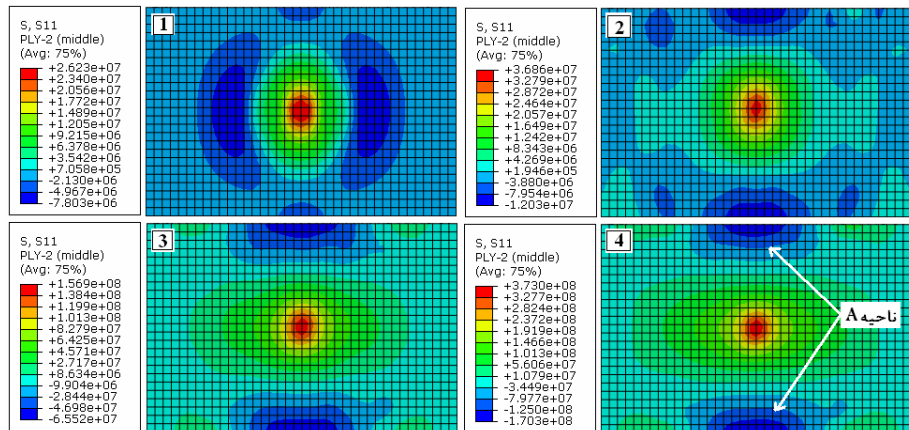 S, S11
PLY-2 (middle)
(Avg: 75%)
+2.623e+07
+2.340e+07
+2.056e+07
+1.772e+07
+1.489e+07
+1.205e+07
+9.215e+06
+6.378e+06
+3.542e+06
+7.058e+05
-2.130e+06
-4.967e+06
-7.803e+06
1
S, S11
PLY-2 (middle)
(Avg: 75%)
+3.686e+07
+3.279e+07
+2.872e+07
+2.464e+07
+2.057e+07
+1.649e+07
+1.242e+07
+8.343e+06
+4.269e+06
+1.946e+05
-3.880e+06
-7.954e+06
-1.203e+07
2
S, S11
PLY-2 (middle)
(Avg: 75%)
+1.569e+08
+1.384e+08
+1.199e+08
+1.013e+08
+8.279e+07
+6.425e+07
+4.571e+07
+2.717e+07
+8.634e+06
-9.904e+06
-2.844e+07
-4.698e+07
-6.552e+07
3
S, S11
PLY-2 (middle)
(Avg: 75%)
+3.730e+08
+3.277e+08
+2.824e+08
+2.372e+08
+1.919e+08
+1.466e+08
+1.013e+08
+5.606e+07
+1.079e+07
-3.449e+07
-7.977e+07
-1.250e+08
-1.703e+08
4
ناحیه A